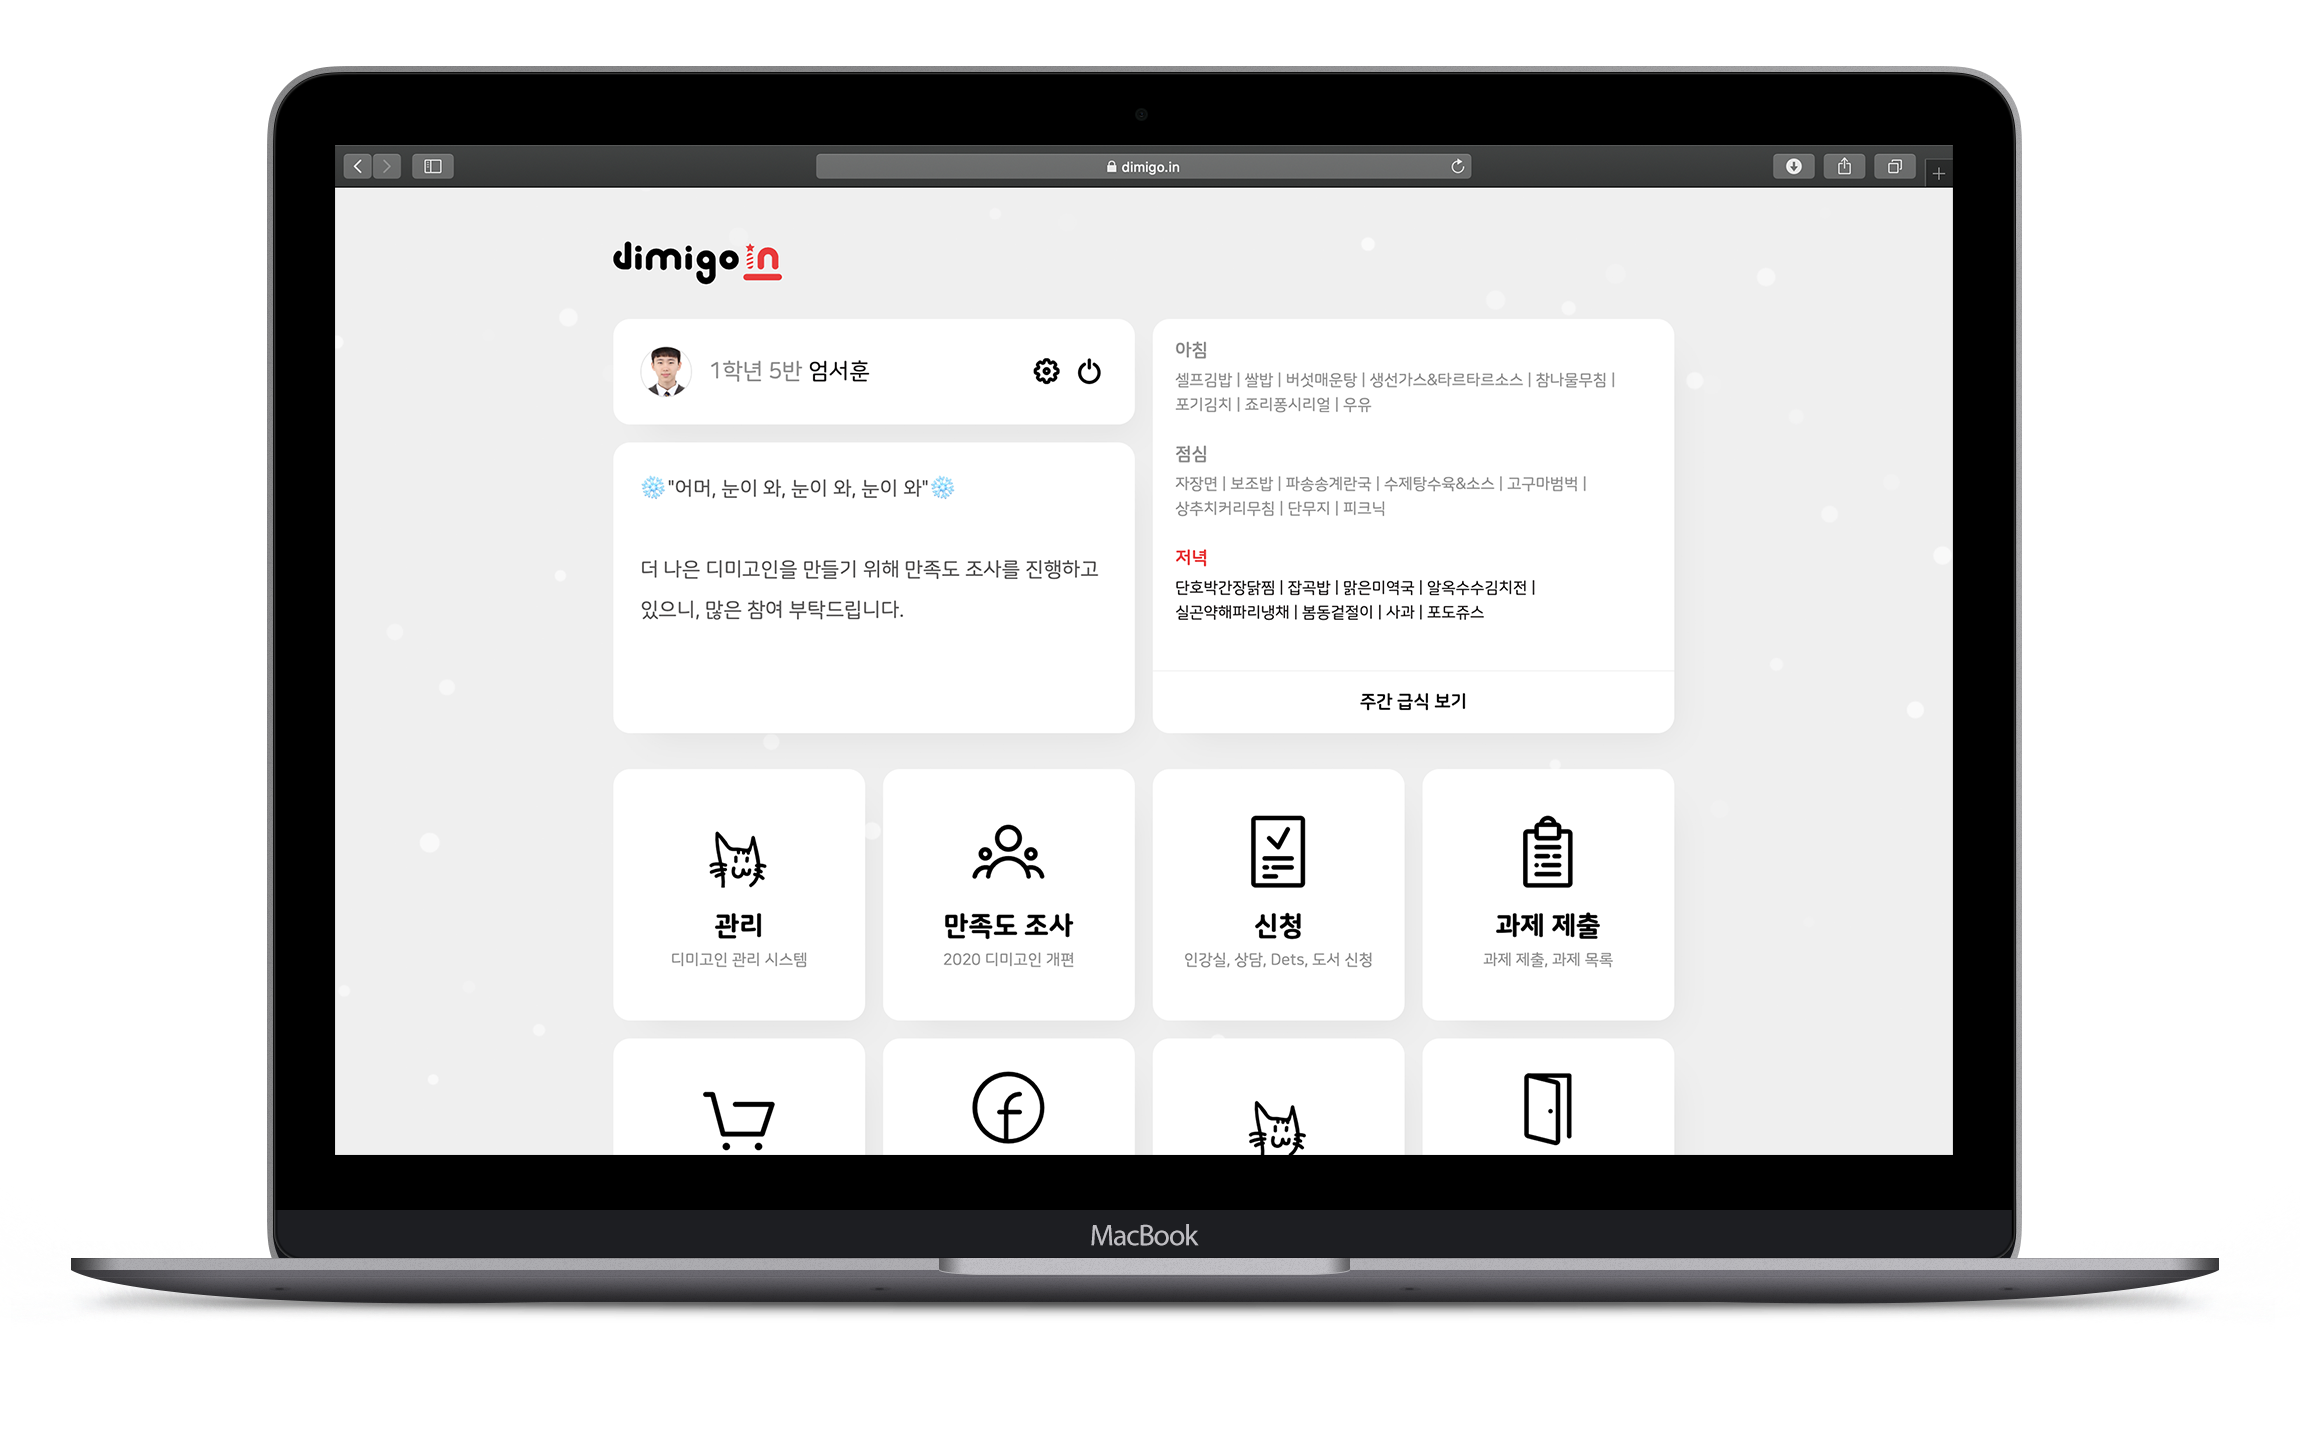 dimigo.in
dimigoin
1학년 5반 엄서훈
"어머, 눈이 와, 눈이 와, 눈이 와"
더 나은 디미고인을 만들기 위해 만족도 조사를 진행하고
있으니, 많은 참여 부탁드립니다.
아침
셀프김밥 | 쌀밥 | 버섯매운탕 | 생선가스&타르타르소스 | 참나물무침 |
포기김치 | 죠리퐁시리얼 | 우유
점심
자장면 | 보조밥 | 파송송계란국 | 수제탕수육&소스 | 고구마범벅 |
상추치커리무침 | 단무지 | 피크닉
저녁
단호박간장닭찜 | 잡곡밥 | 맑은미역국 | 알옥수수김치전 |
실곤약해파리냉채 | 봄동겉절이 | 사과 | 포도쥬스
주간 급식 보기
관리
디미고인 관리 시스템
만족도 조사
2020 디미고인 개편
신청
인강실, 상담, Dets, 도서 신청
과제 제출
과제 제출, 과제 목록
MacBook